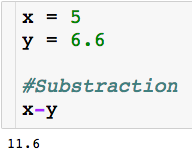 x = 5
y = 6.6
#Substraction
x-y
11.6